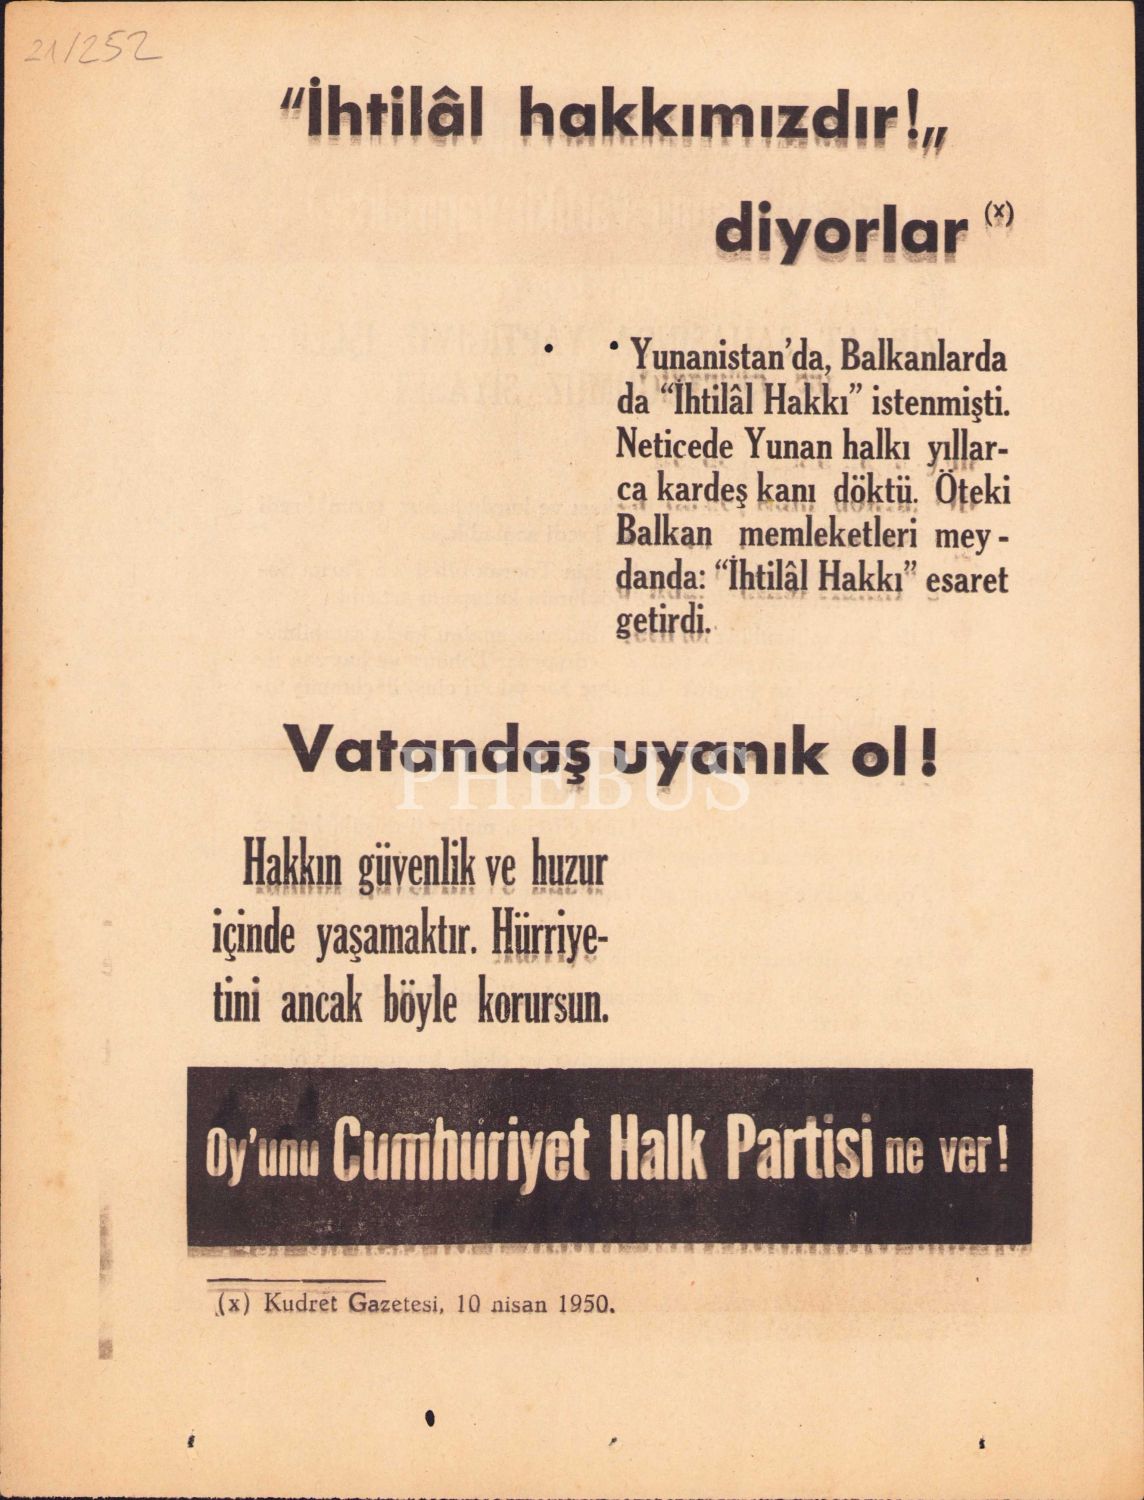 21/252
“İhtilâl hakkımızdır!„
diyorlar (x)
Yunanistan’da, Balkanlarda
da “İhtilâl Hakkı” istenmişti.
Neticede Yunan halkı yıllar-
ca kardeş kanı döktü. Öteki
Balkan memleketleri mey-
danda: “İhtilâl Hakkı” esaret
getirdi.
Vatandaş uyanık ol!
PHEBUS
Hakkın güvenlik ve huzur
içinde yaşamaktır. Hürriye-
tini ancak böyle korursun.
Oy’unu Cumhuriyet Halk Partisi ne ver!
(x) Kudret Gazetesi, 10 nisan 1950.